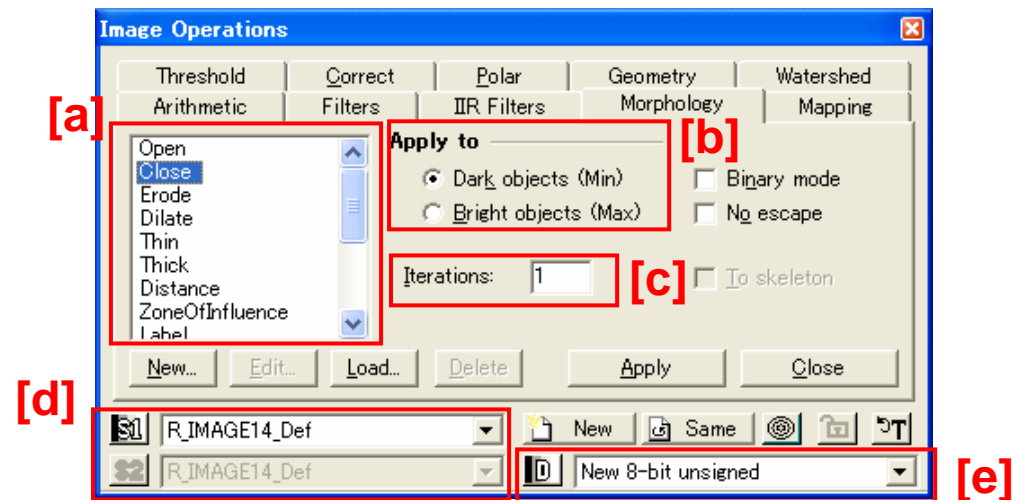 Image Operations
Threshold Correct Polar Geometry Watershed
Arithmetic Filters IIR Filters Morphology Mapping
[a]
[b]
Open
Close
Erode
Dilate
Thin
Thick
Distance
ZoneOfInfluence
Label
Apply to
Dark objects (Min)
Bright objects (Max)
Binary mode
No escape
Iterations: 1
[c]
To skeleton
New... Edit... Load... Delete Apply Close
[d]
S1 R_IMAGE14_Def New Same T
S2 R_IMAGE14_Def D New 8-bit unsigned
[e]